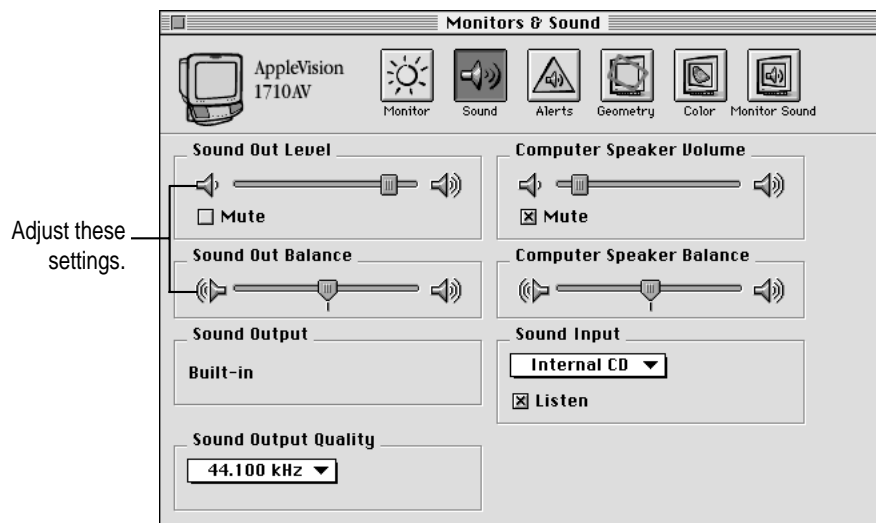 Monitors & Sound
AppleVision
1710AV
Monitor
Sound
Alerts
Geometry
Color
Monitor Sound
Sound Out Level
Computer Speaker Volume
Mute
Mute
Adjust these
settings.
Sound Out Balance
Computer Speaker Balance
Sound Output
Sound Input
Built-in
Internal CD
Listen
Sound Output Quality
44.100 kHz